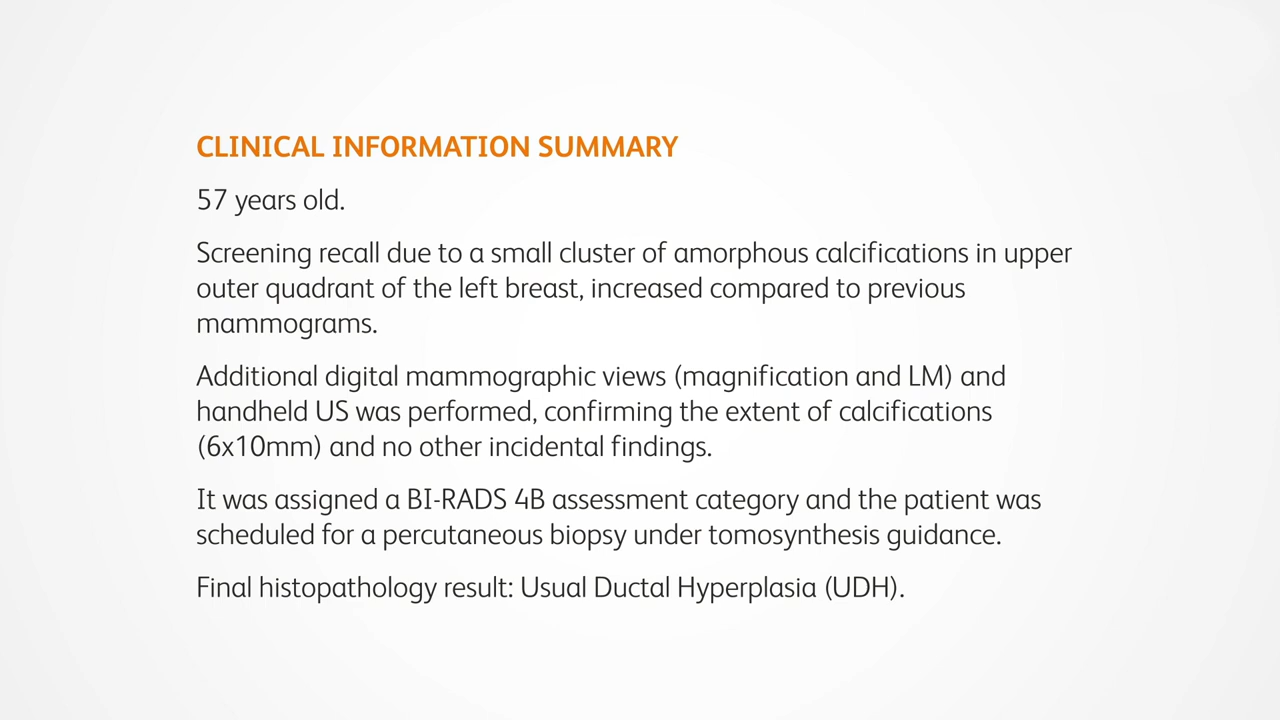 CLINICAL INFORMATION SUMMARY
57 years old.
Screening recall due to a small cluster of amorphous calcifications in upper
outer quadrant of the left breast, increased compared to previous
mammograms.
Additional digital mammographic views (magnification and LM) and
handheld US was performed, confirming the extent of calcifications
(6x10mm) and no other incidental findings.
It was assigned a BI-RADS 4B assessment category and the patient was
scheduled for a percutaneous biopsy under tomosynthesis guidance.
Final histopathology result: Usual Ductal Hyperplasia (UDH).